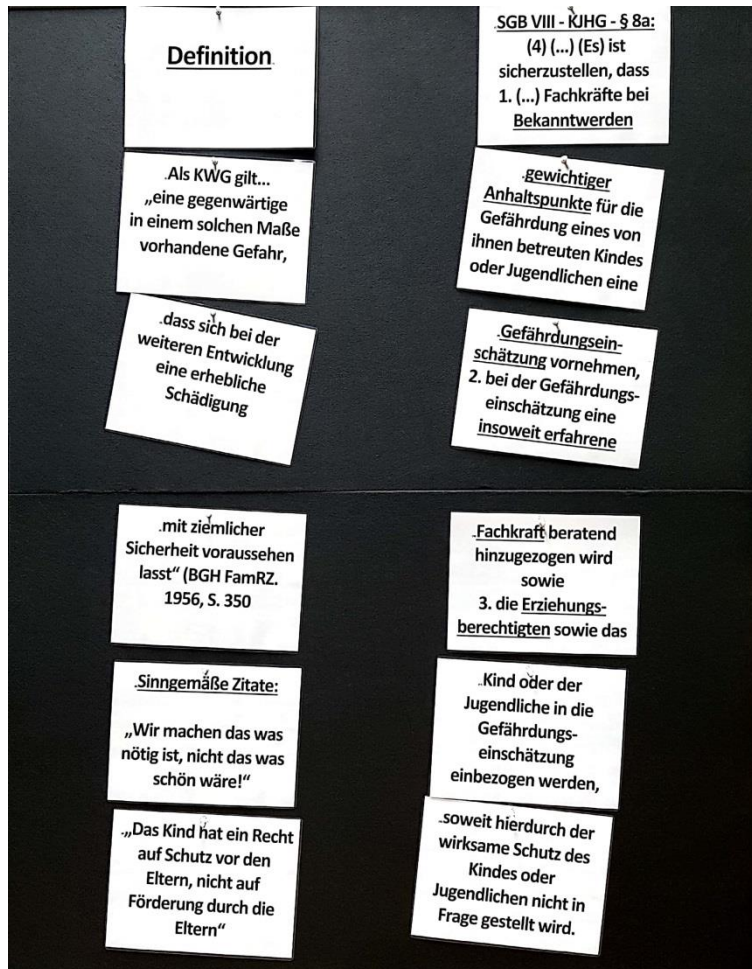 Definition
.Als KWG gilt...
„eine gegenwärtige
in einem solchen Maße
vorhandene Gefahr,
.dass sich bei der
weiteren Entwicklung
eine erhebliche
Schädigung
.mit ziemlicher
Sicherheit voraussehen
lasst“ (BGH FamRZ.
1956, S. 350
.Sinngemäße Zitate:
„Wir machen das was
nötig ist, nicht das was
schön wäre!“
.„Das Kind hat ein Recht
auf Schutz vor den
Eltern, nicht auf
Förderung durch die
Eltern“
.SGB VIII - KJHG - § 8a:
(4) (...) (Es) ist
sicherzustellen, dass
1. (...) Fachkräfte bei
Bekanntwerden
.gewichtiger
Anhaltspunkte für die
Gefährdung eines von
ihnen betreuten Kindes
oder Jugendlichen eine
.Gefährdungsein-
schätzung vornehmen,
2. bei der Gefährdungs-
einschätzung eine
insoweit erfahrene
.Fachkraft beratend
hinzugezogen wird
sowie
3. die Erziehungs-
berechtigten sowie das
.Kind oder der
Jugendliche in die
Gefährdungs-
einschätzung
einbezogen werden,
.soweit hierdurch der
wirksame Schutz des
Kindes oder
Jugendlichen nicht in
Frage gestellt wird.